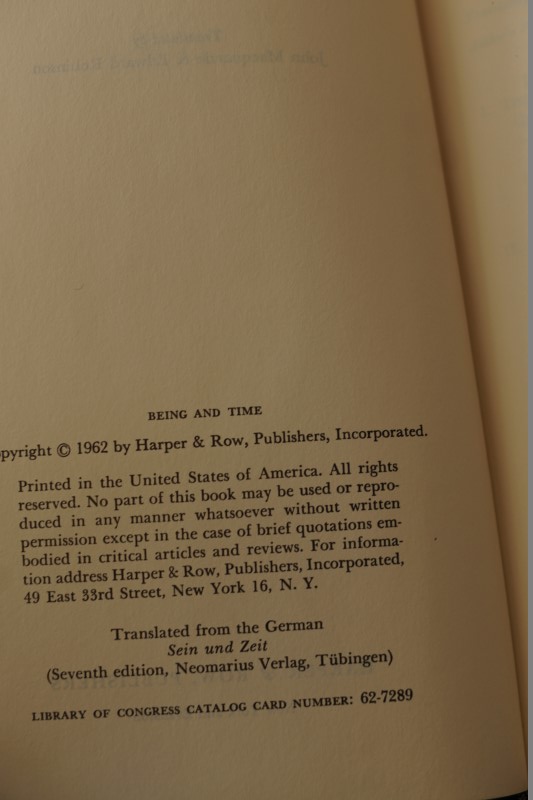 BEING AND TIME
opyright © 1962 by Harper & Row, Publishers, Incorporated.
Printed in the United States of America. All rights
reserved. No part of this book may be used or repro-
duced in any manner whatsoever without written
permission except in the case of brief quotations em-
bodied in critical articles and reviews. For informa-
tion address Harper & Row, Publishers, Incorporated,
49 East 33rd Street, New York 16, N. Y.
Translated from the German
Sein und Zeit
(Seventh edition, Neomarius Verlag, Tübingen)
LIBRARY OF CONGRESS CATALOG CARD NUMBER: 62-7289